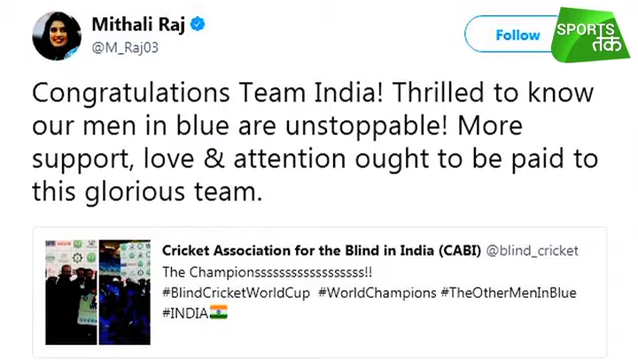 Mithali Raj
@M_Raj03
Follow
SPORTS
तक
Congratulations Team India! Thrilled to know
our men in blue are unstoppable! More
support, love & attention ought to be paid to
this glorious team.
Cricket Association for the Blind in India (CABI) @blind_cricket
The Championssssssssssssssssss!!
#BlindCricketWorldCup #WorldChampions #TheOtherMenInBlue
#INDIA🇮🇳